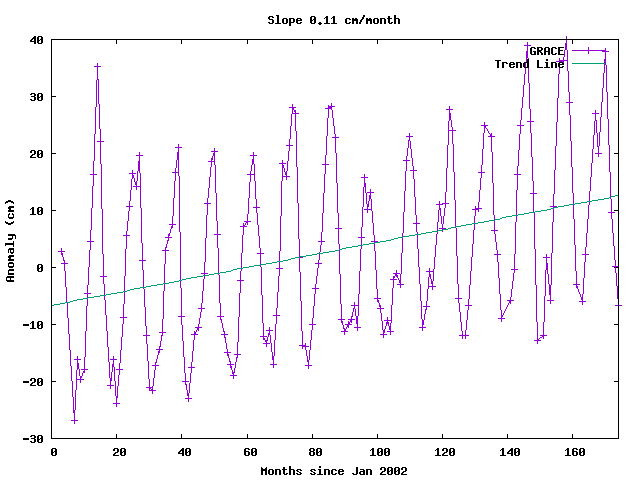 Slope 0.11 cm/month
GRACE
Trend Line
40
30
20
10
0
-10
-20
-30
Anomaly (cm)
0 20 40 60 80 100 120 140 160
Months since Jan 2002